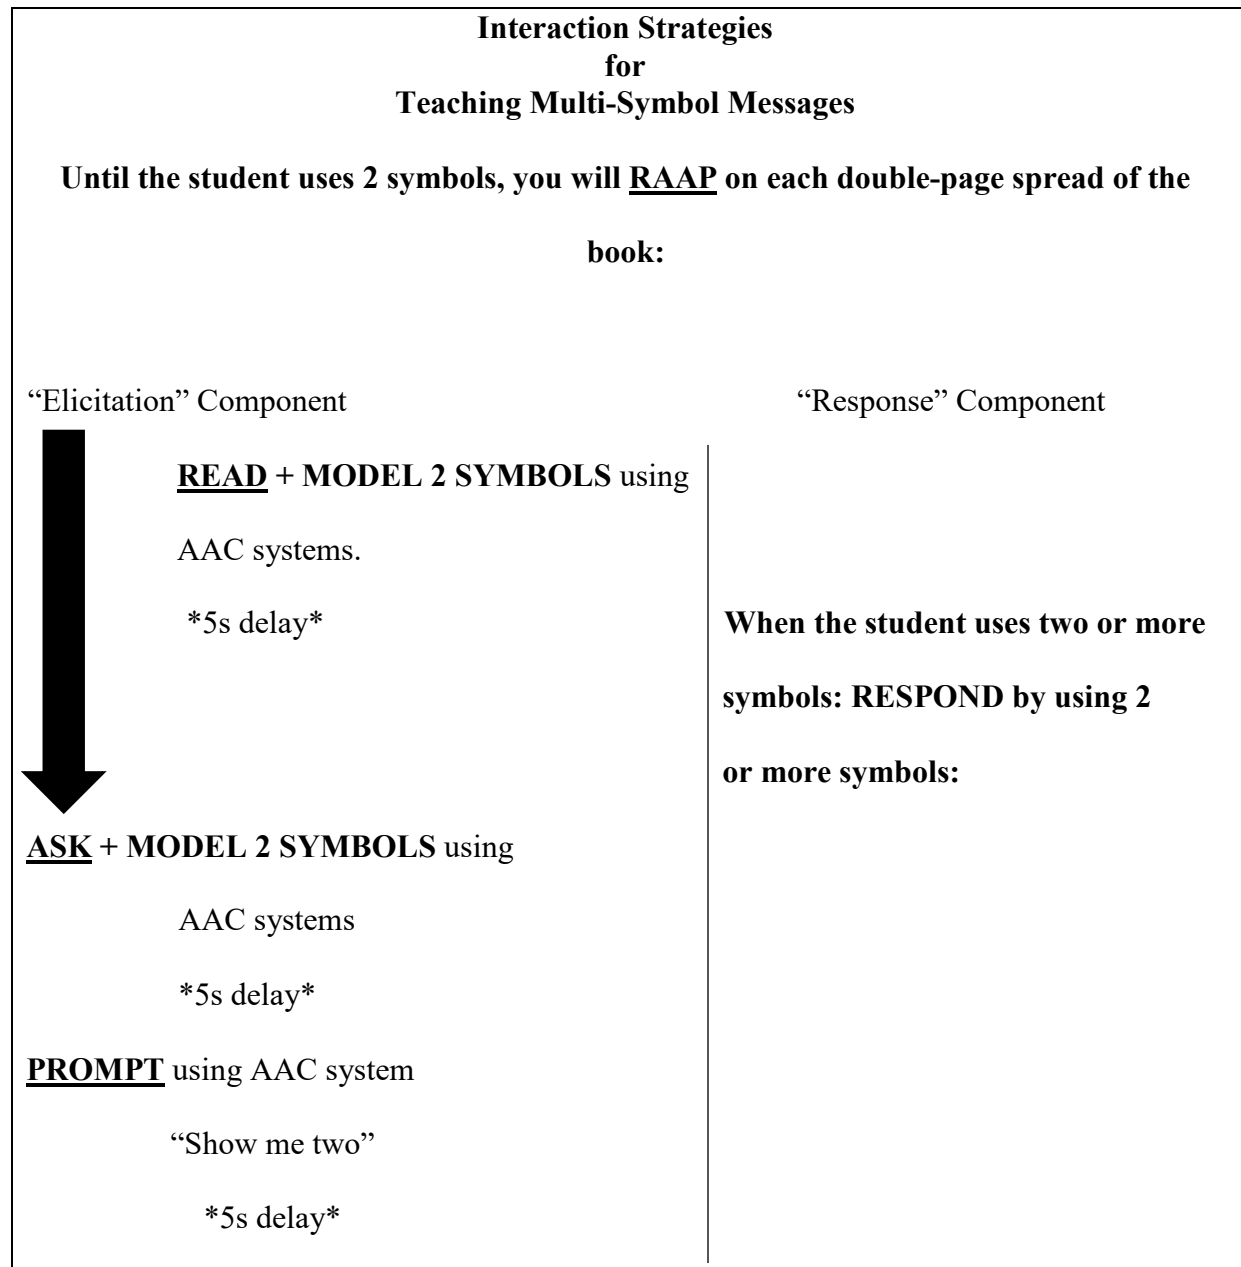 Interaction Strategies
for
Teaching Multi-Symbol Messages
Until the student uses 2 symbols, you will RAAP on each double-page spread of the
book:
“Elicitation” Component
“Response” Component
READ + MODEL 2 SYMBOLS using
AAC systems.
*5s delay*
ASK + MODEL 2 SYMBOLS using
AAC systems
*5s delay*
PROMPT using AAC system
“Show me two”
*5s delay*
When the student uses two or more
symbols: RESPOND by using 2
or more symbols: